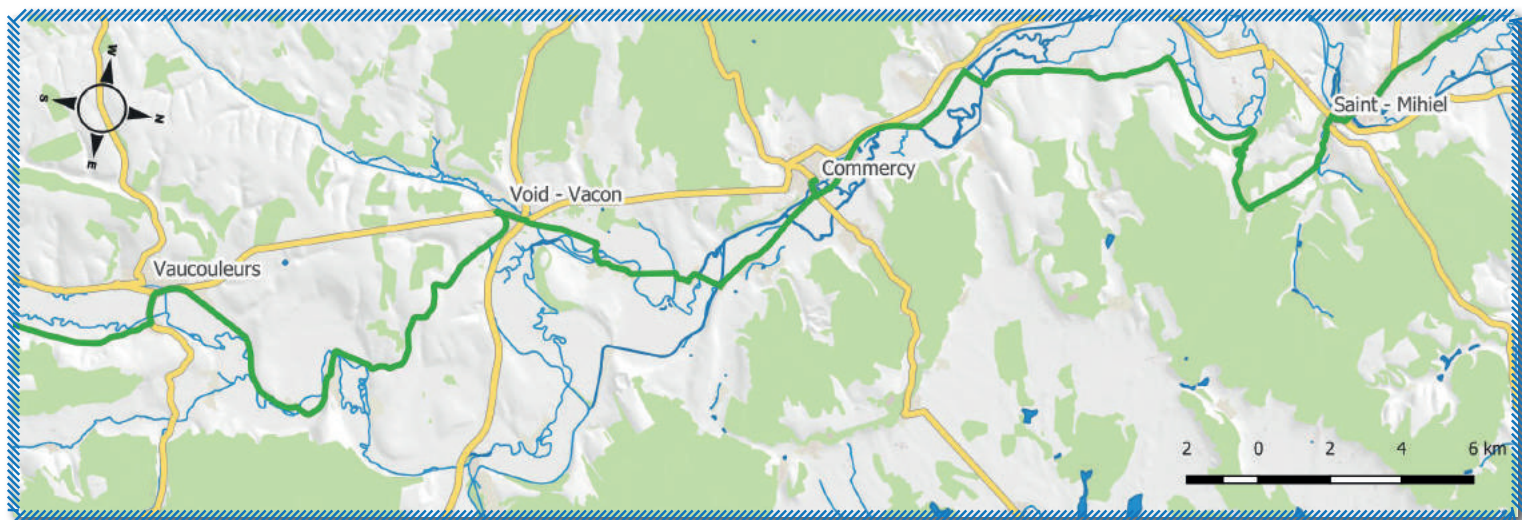 W
S
N
E
Saint - Mihiel
Commercy
Void - Vacon
Vaucouleurs
2 0 2 4 6 km